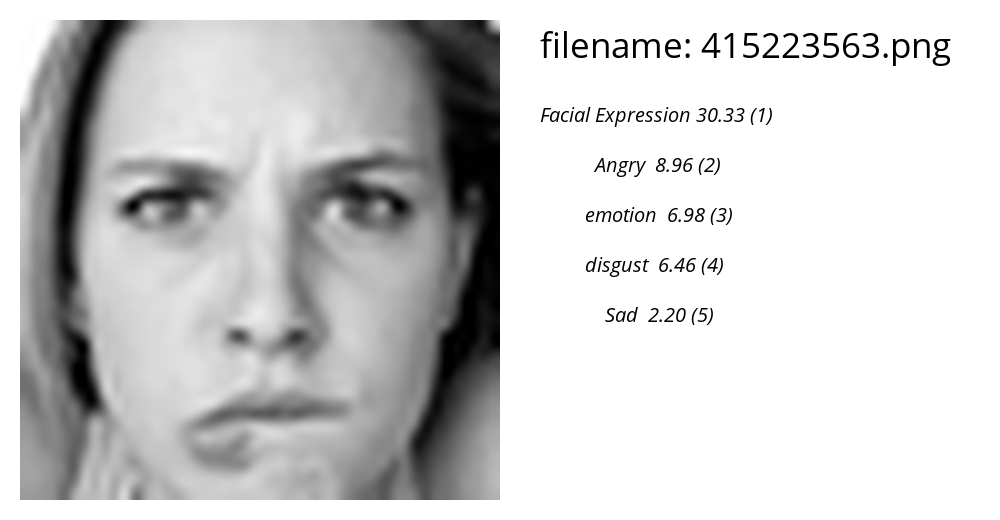 filename: 415223563.png
Facial Expression 30.33 (1)
Angry 8.96 (2)
emotion 6.98 (3)
disgust 6.46 (4)
Sad 2.20 (5)